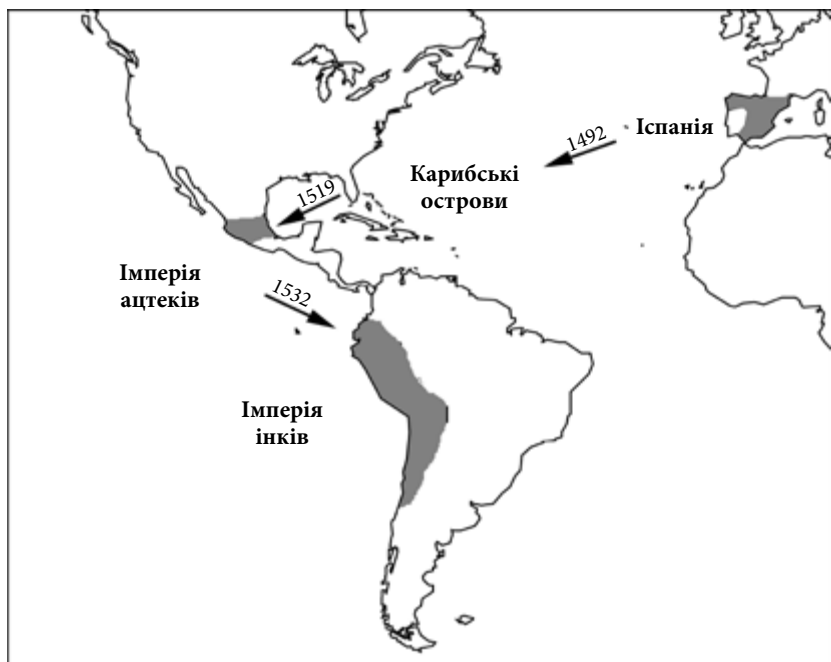 Іспанія
1492
Карибські
острови
1519
Імперія
ацтеків
1532
Імперія
інків